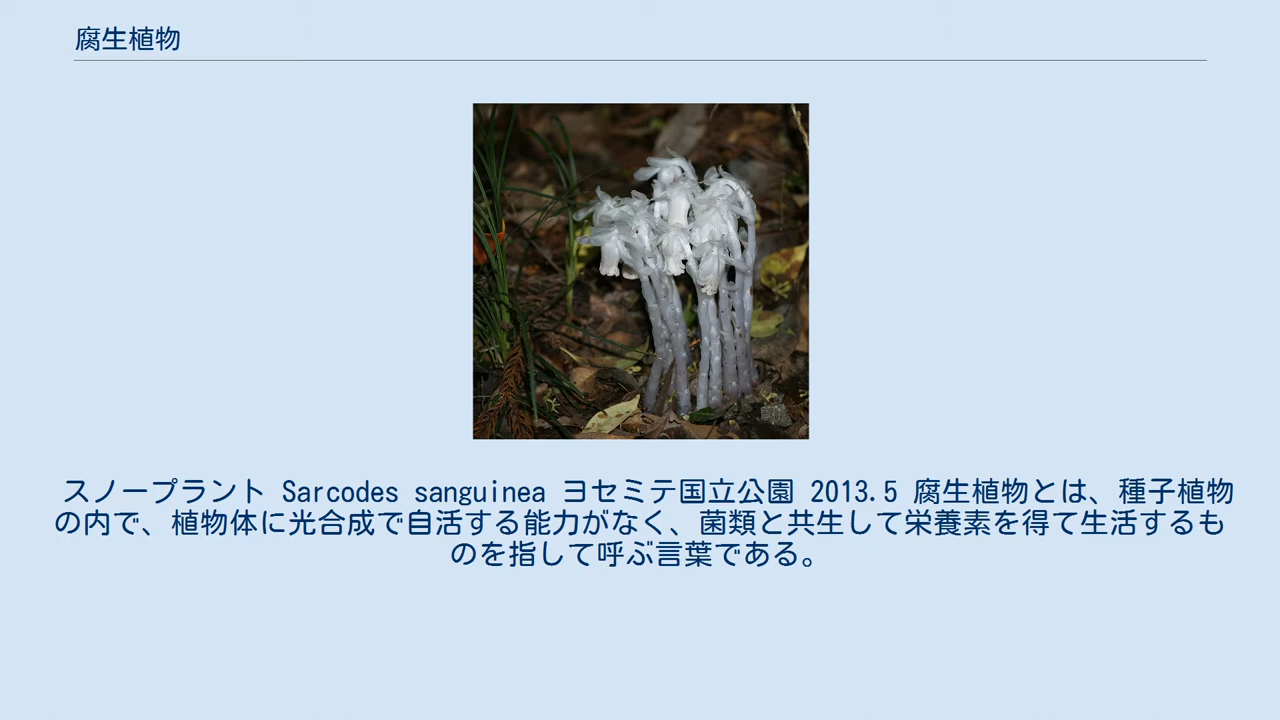 腐生植物
スノープラント Sarcodes sanguinea ヨセミテ国立公園 2013.5 腐生植物とは、種子植物
の内で、植物体に光合成で自活する能力がなく、菌類と共生して栄養素を得て生活するも
のを指して呼ぶ言葉である。